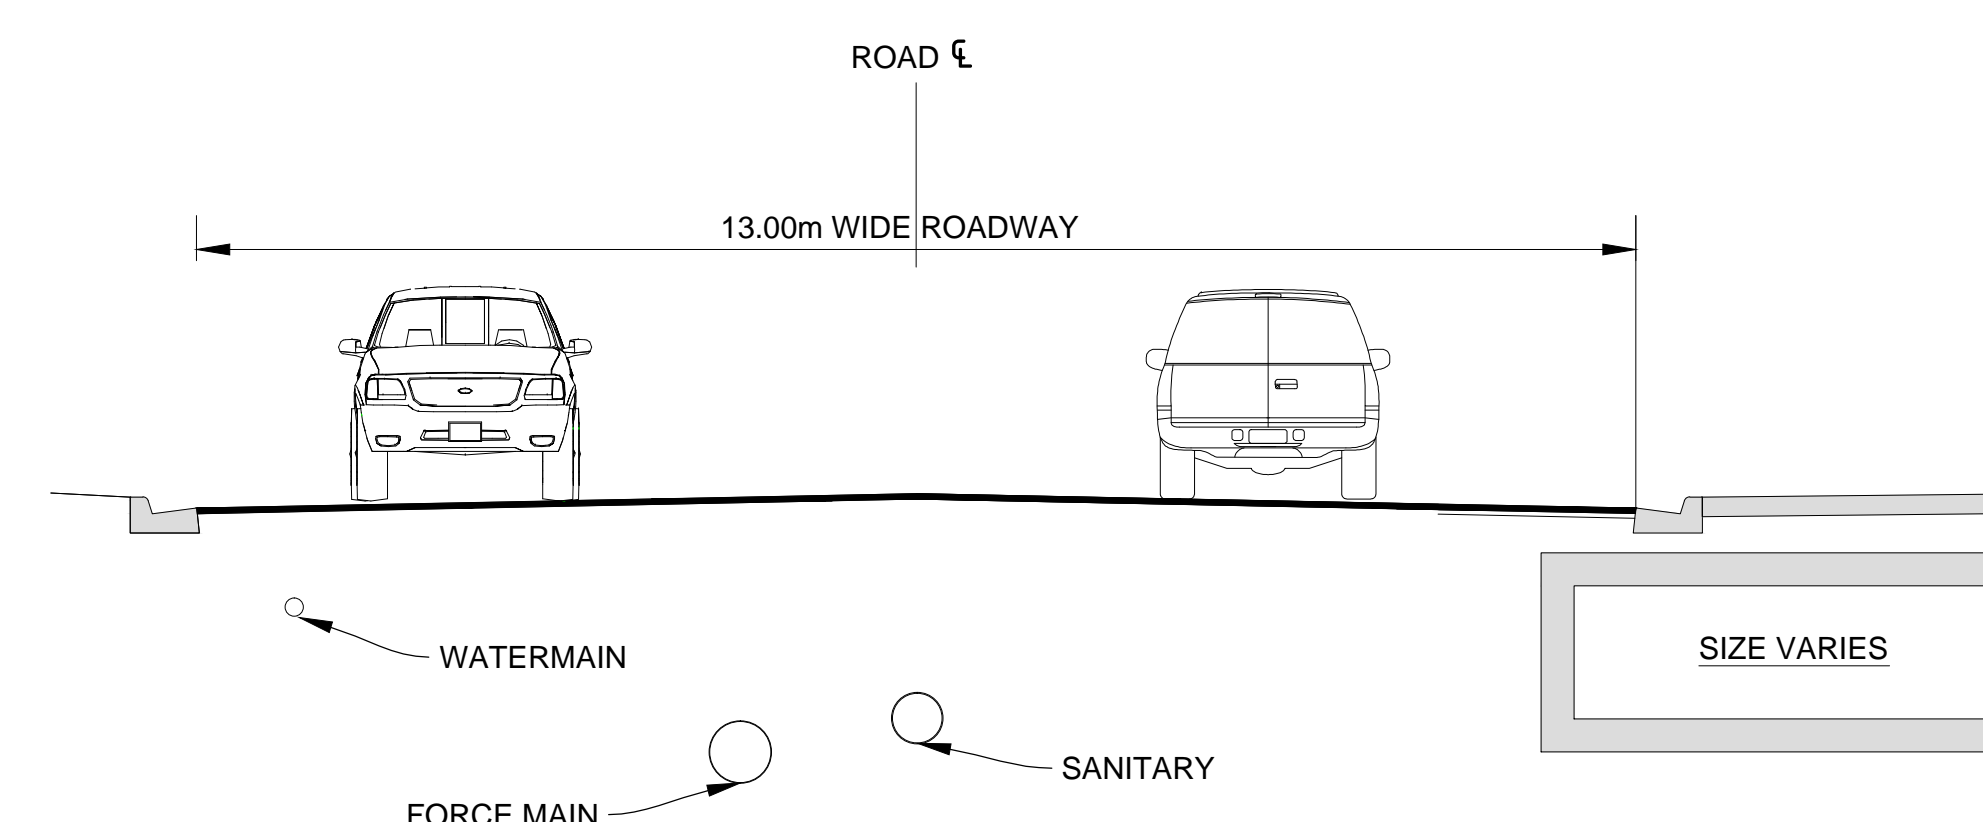 ROAD ℄
13.00m WIDE ROADWAY
WATERMAIN
SIZE VARIES
SANITARY
FORCE MAIN